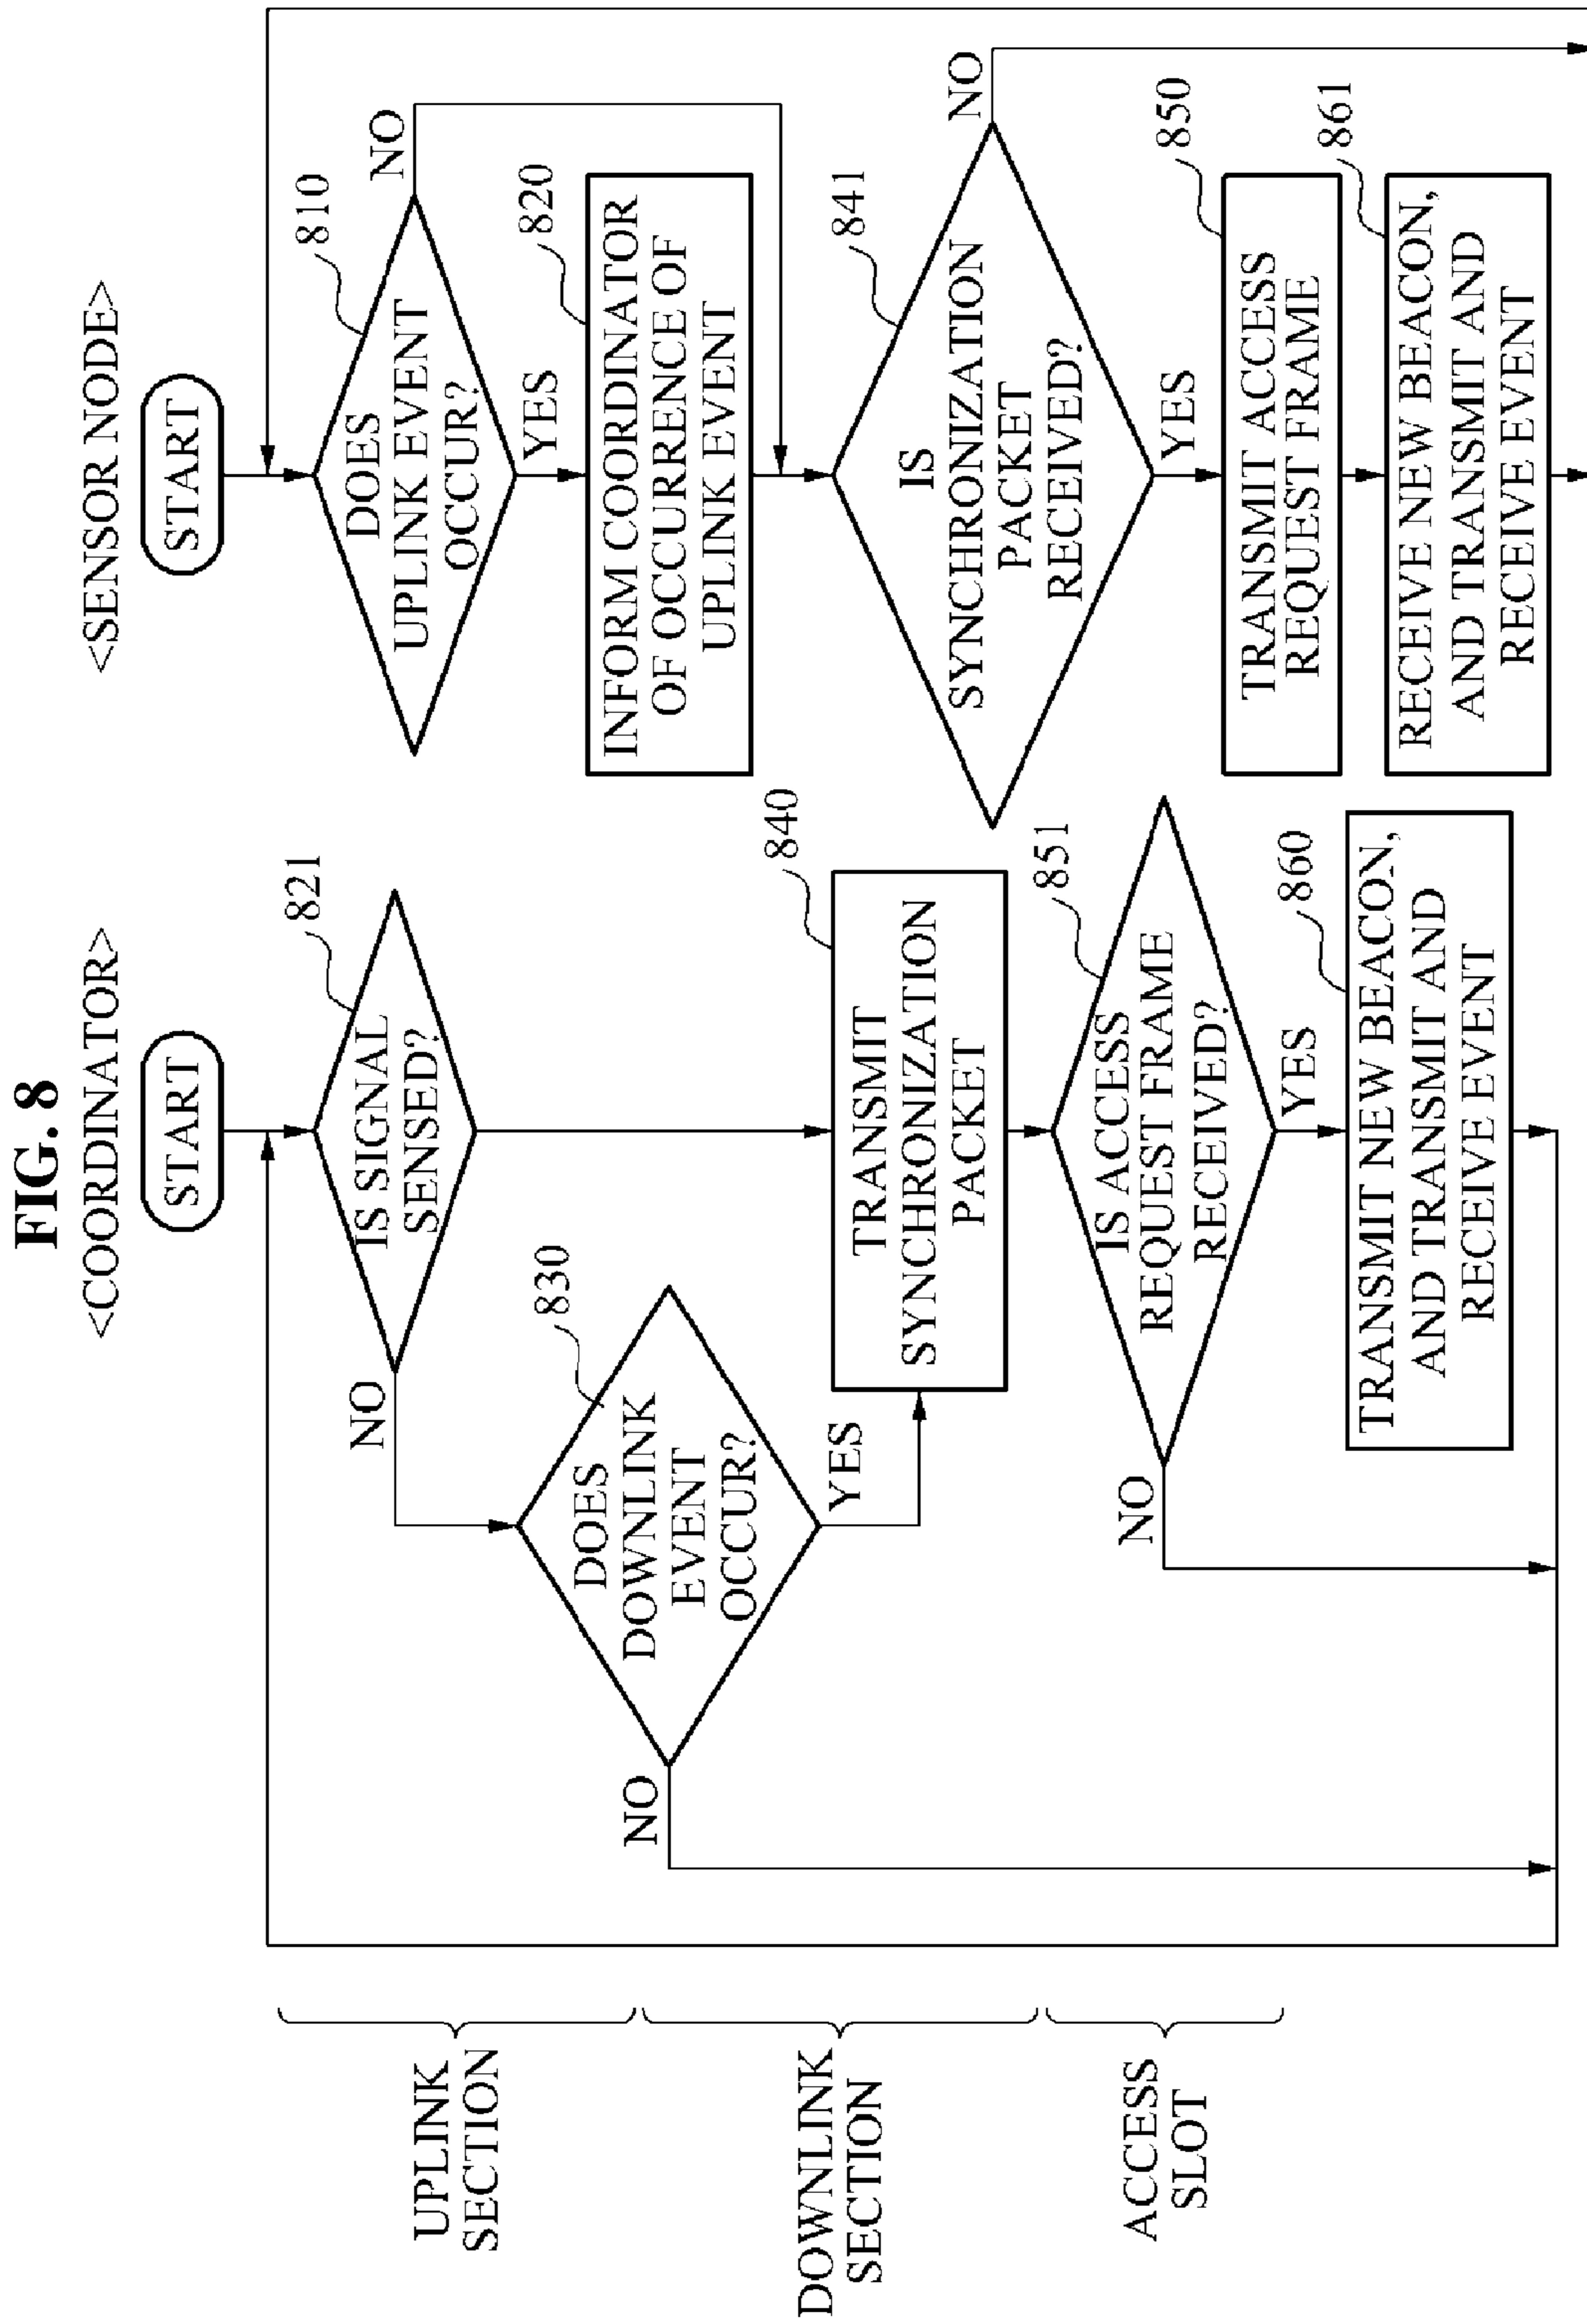 FIG. 8
<COORDINATOR>
START
821
IS SIGNAL
SENSED?
NO
830
DOES
DOWNLINK
EVENT
OCCUR?
YES
NO
840
TRANSMIT
SYNCHRONIZATION
PACKET
851
IS ACCESS
REQUEST FRAME
RECEIVED?
NO
YES
860
TRANSMIT NEW BEACON,
AND TRANSMIT AND
RECEIVE EVENT
<SENSOR NODE>
START
810
DOES
UPLINK EVENT
OCCUR?
NO
YES
820
INFORM COORDINATOR
OF OCCURRENCE OF
UPLINK EVENT
841
IS
SYNCHRONIZATION
PACKET
RECEIVED?
NO
YES
850
TRANSMIT ACCESS
REQUEST FRAME
861
RECEIVE NEW BEACON,
AND TRANSMIT AND
RECEIVE EVENT
UPLINK
SECTION
DOWNLINK
SECTION
ACCESS
SLOT